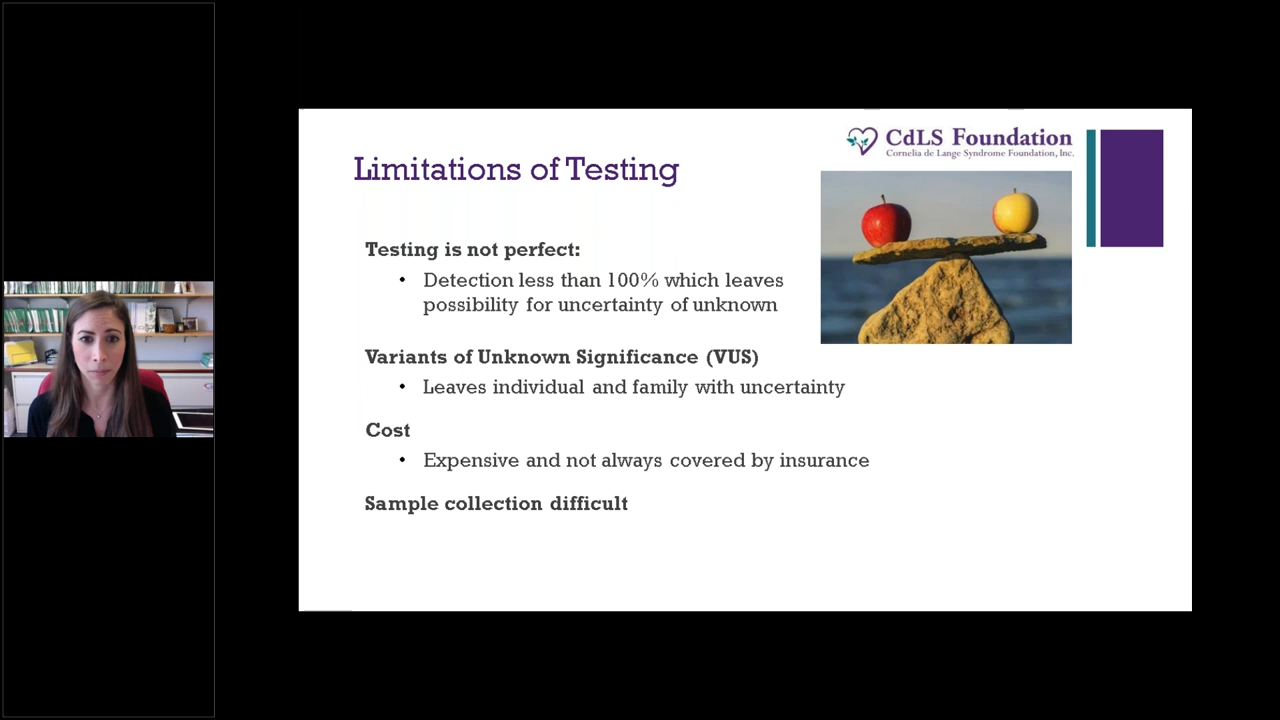 CdLS Foundation
Cornelia de Lange Syndrome Foundation, Inc.
Limitations of Testing
Testing is not perfect:
• Detection less than 100% which leaves
possibility for uncertainty of unknown
Variants of Unknown Significance (VUS)
• Leaves individual and family with uncertainty
Cost
• Expensive and not always covered by insurance
Sample collection difficult